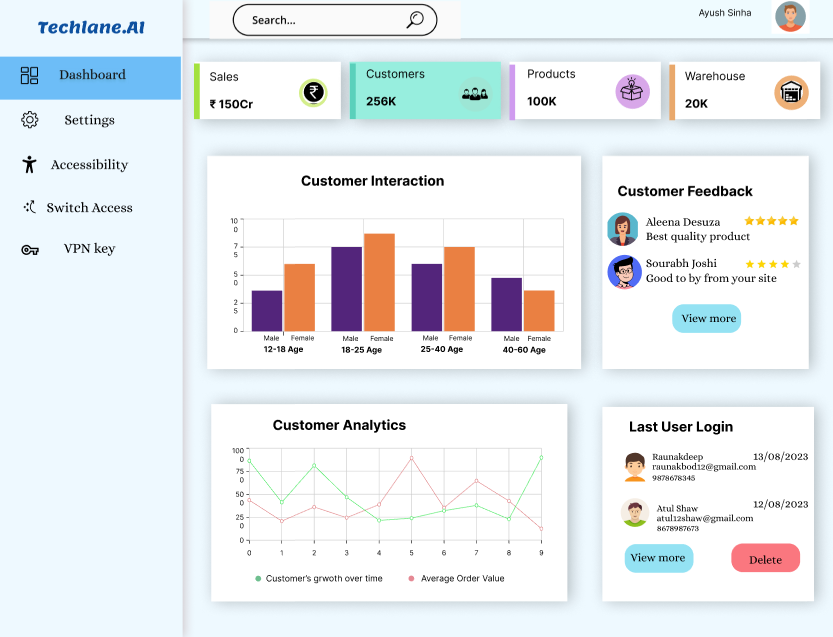 Techlane.AI
Search...
Ayush Sinha
Dashboard
Settings
Accessibility
Switch Access
VPN key
Sales
₹ 150Cr
Customers
256K
Products
100K
Warehouse
20K
Customer Interaction
10
0
7
5
5
0
2
5
0
Male Female Male Female Male Female Male Female
12-18 Age 18-25 Age 25-40 Age 40-60 Age
Customer Feedback
Aleena Desuza
Best quality product
Sourabh Joshi
Good to by from your site
View more
Customer Analytics
100
0
75
0
50
0
25
0
0
0 1 2 3 4 5 6 7 8 9
Customer's grwoth over time Average Order Value
Last User Login
Raunakdeep 13/08/2023
raunakbod12@gmail.com
9878678345
Atul Shaw 12/08/2023
atul12shaw@gmail.com
8678987673
View more Delete